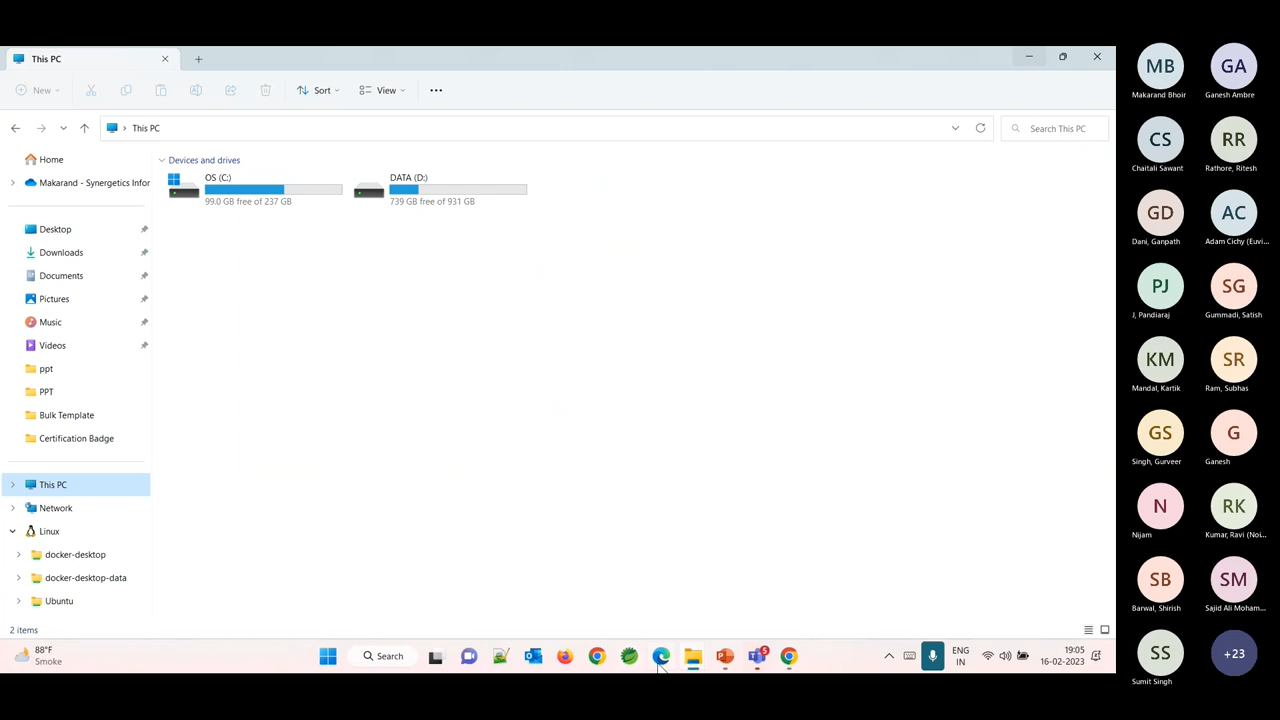 This PC
New
Sort
View
This PC
Search This PC
Home
Makarand - Synergetics Infor
Desktop
Downloads
Documents
Pictures
Music
Videos
ppt
PPT
Bulk Template
Certification Badge
This PC
Network
Linux
docker-desktop
docker-desktop-data
Ubuntu
2 items
Devices and drives
OS (C:)
99.0 GB free of 237 GB
DATA (D:)
739 GB free of 931 GB
88°F
Smoke
Search
5
ENG
IN
19:05
16-02-2023
MB
Makarand Bhoir
GA
Ganesh Ambre
CS
Chaitali Sawant
RR
Rathore, Ritesh
GD
Dani, Ganpath
AC
Adam Cichy (Euvi...
PJ
J, Pandiaraj
SG
Gummadi, Satish
KM
Mandal, Kartik
SR
Ram, Subhas
GS
Singh, Gurveer
G
Ganesh
N
Nijam
RK
Kumar, Ravi (Noi...
SB
Barwal, Shirish
SM
Sajid Ali Moham...
SS
Sumit Singh
+23